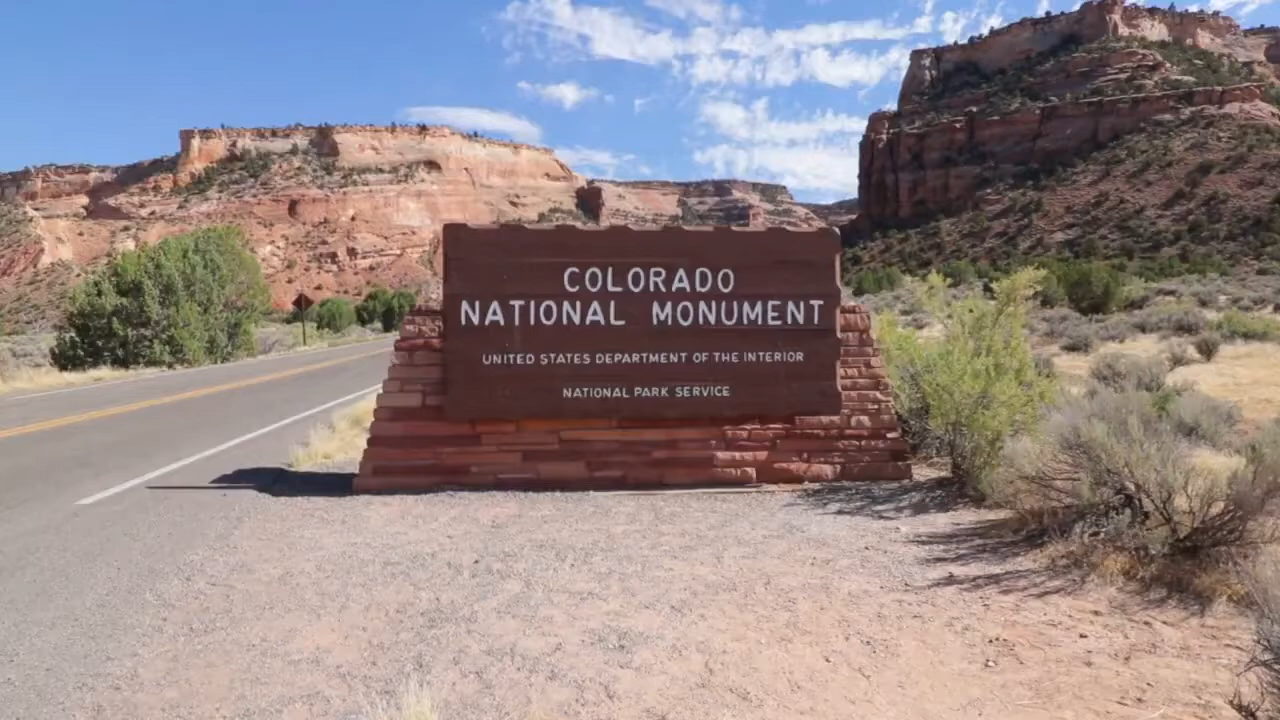 COLORADO
NATIONAL MONUMENT
UNITED STATES DEPARTMENT OF THE INTERIOR
NATIONAL PARK SERVICE